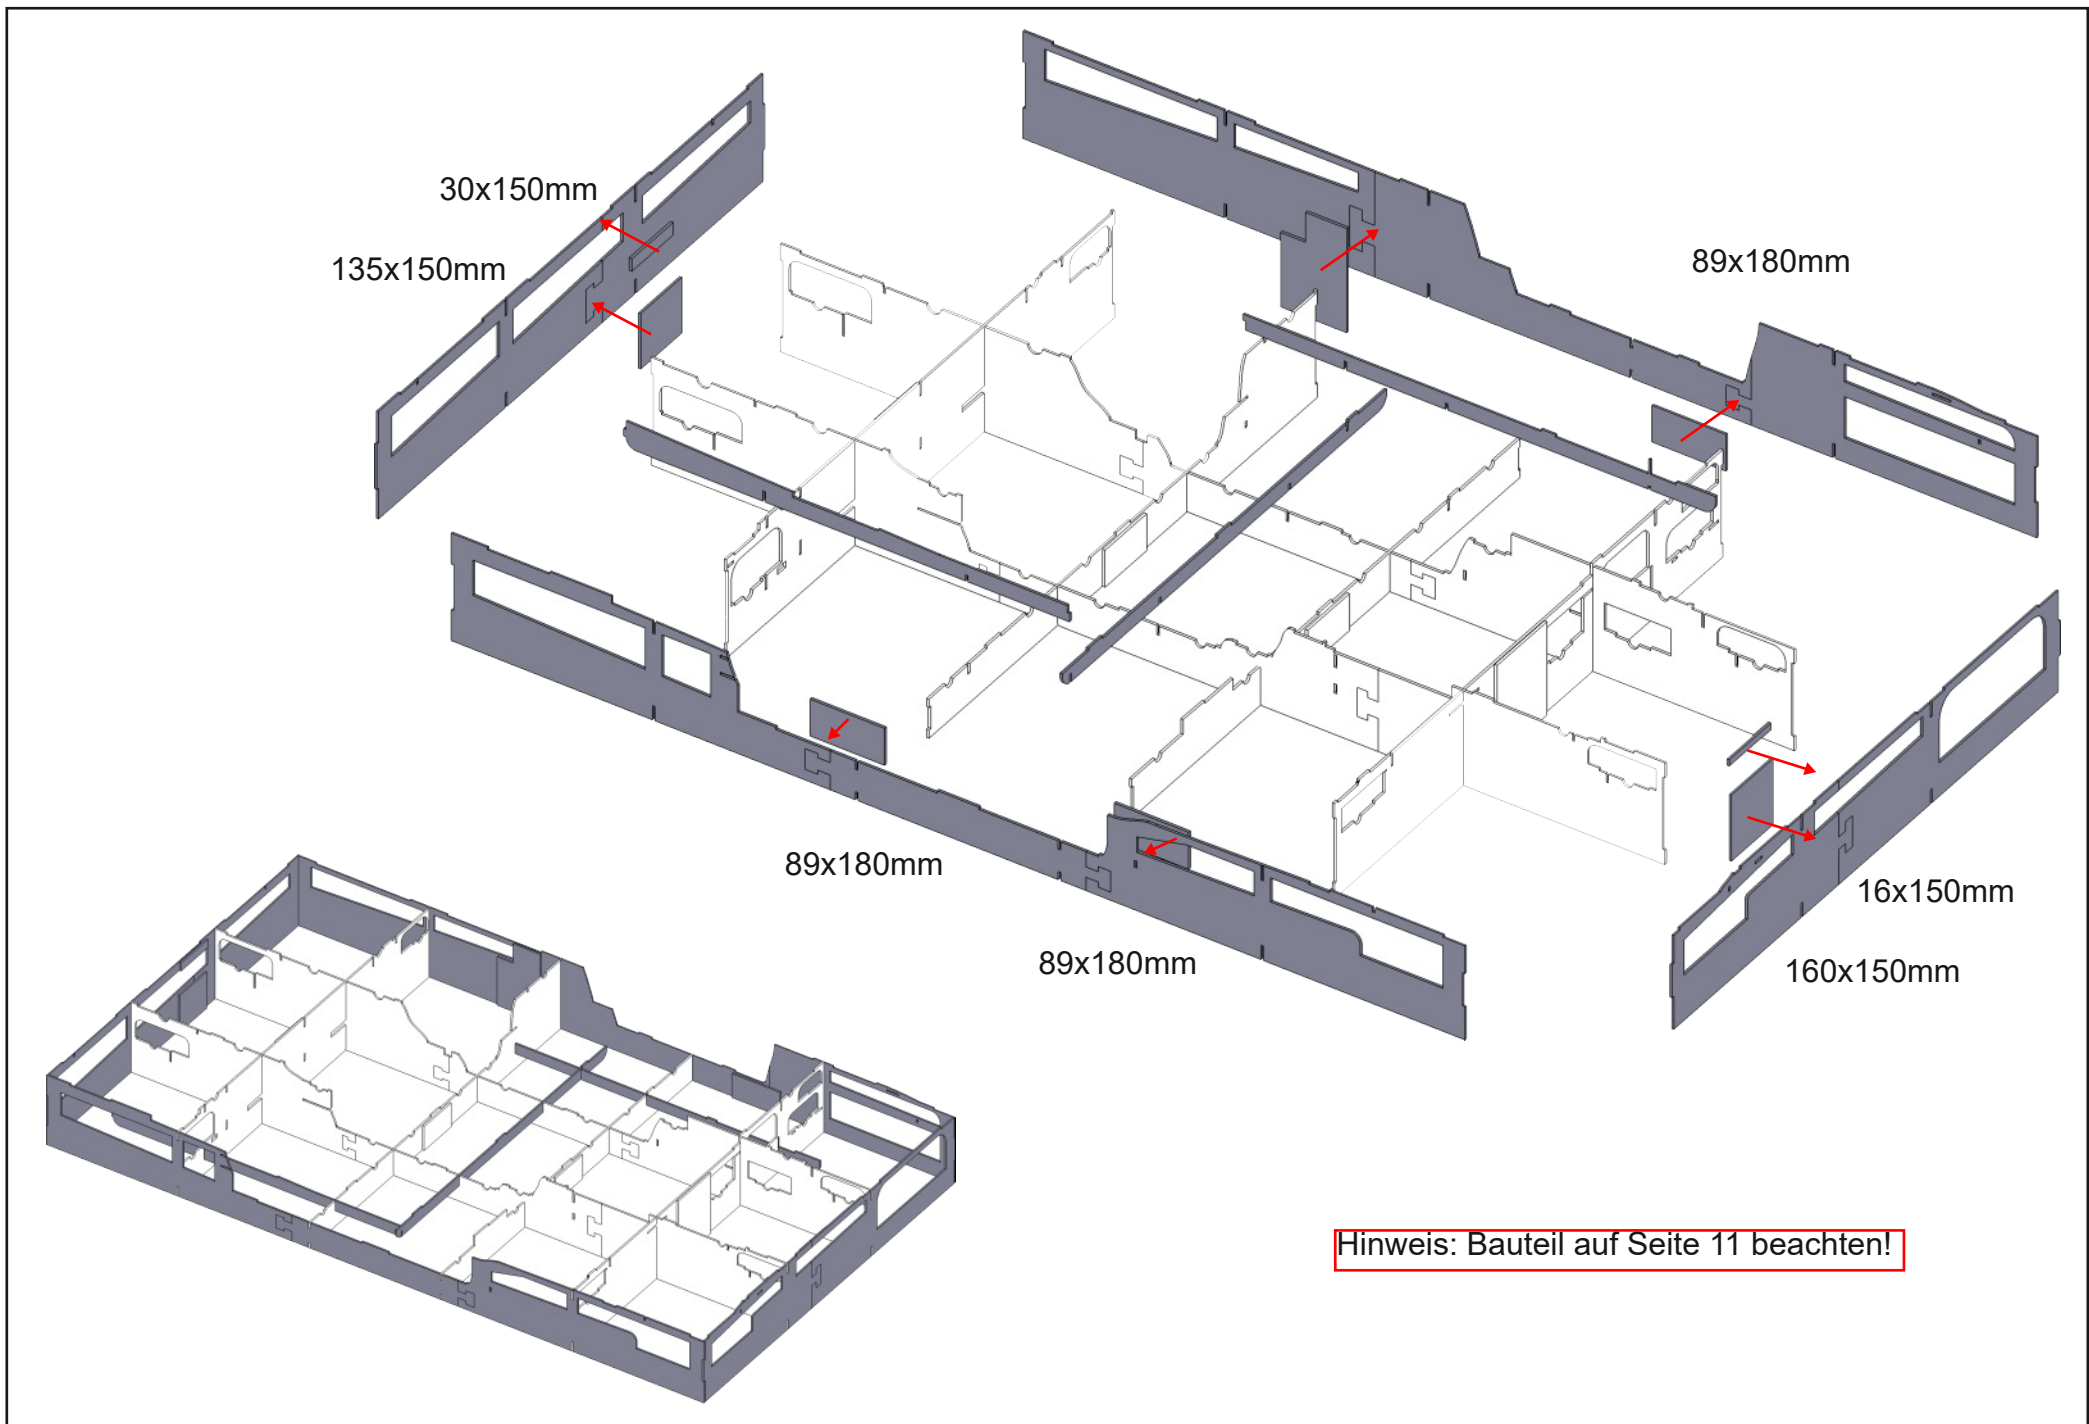 30x150mm
135x150mm
89x180mm
89x180mm
16x150mm
89x180mm
160x150mm
Hinweis: Bauteil auf Seite 11 beachten!